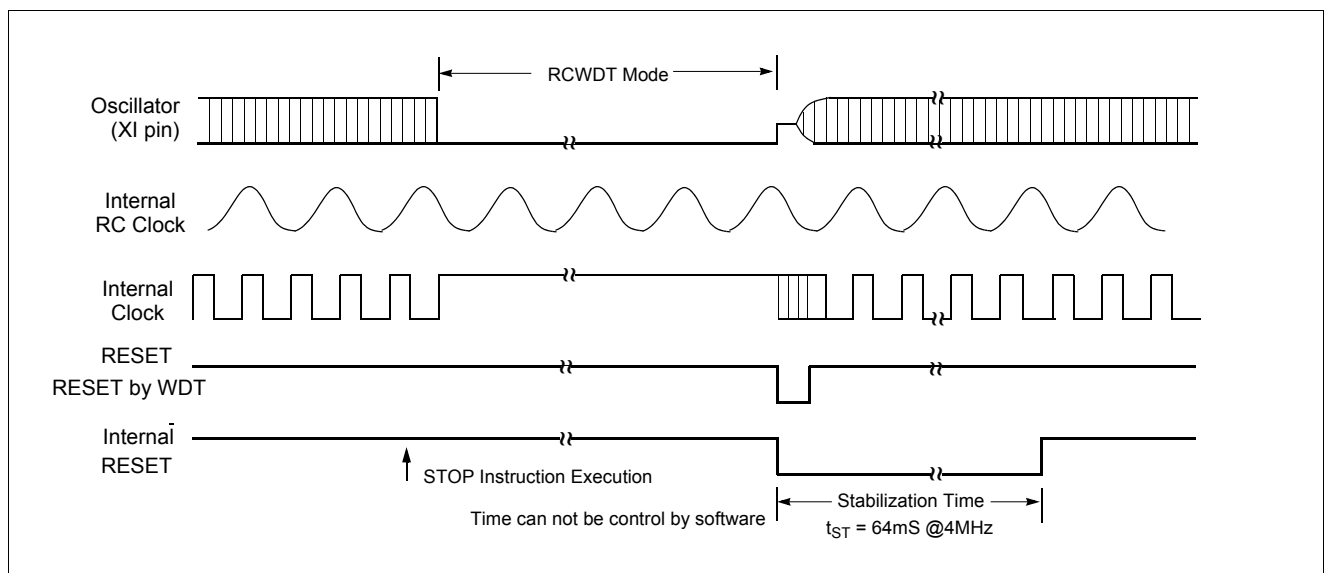 RCWDT Mode
Oscillator
(XI pin)
Internal
RC Clock
Internal
Clock
RESET
RESET by WDT
Internal
RESET
STOP Instruction Execution
Time can not be control by software
Stabilization Time
tST = 64mS @4MHz